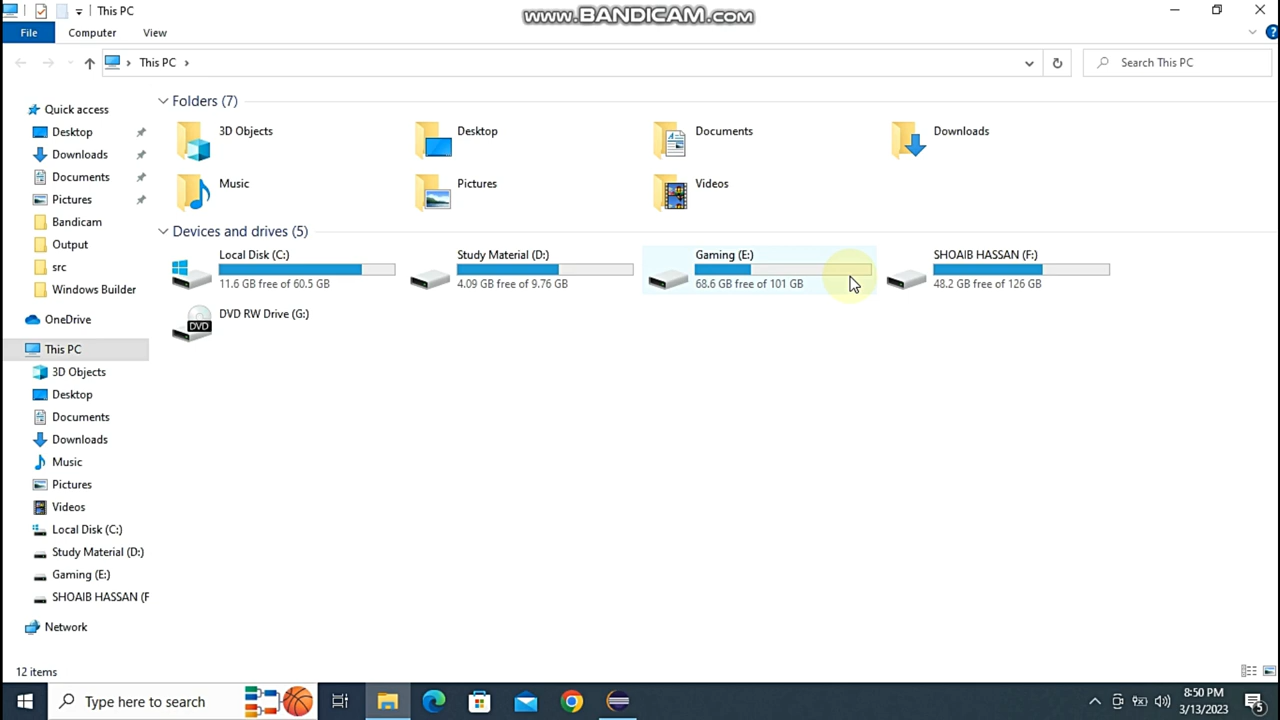 This PC
www.BANDICAM.com
File
Computer
View
This PC
Search This PC
Quick access
Desktop
Downloads
Documents
Pictures
Bandicam
Output
src
Windows Builder
OneDrive
This PC
3D Objects
Desktop
Documents
Downloads
Music
Pictures
Videos
Local Disk (C:)
Study Material (D:)
Gaming (E:)
SHOAIB HASSAN (F
Network
Folders (7)
3D Objects
Desktop
Documents
Downloads
Music
Pictures
Videos
Devices and drives (5)
Local Disk (C:)
11.6 GB free of 60.5 GB
Study Material (D:)
4.09 GB free of 9.76 GB
Gaming (E:)
68.6 GB free of 101 GB
SHOAIB HASSAN (F:)
48.2 GB free of 126 GB
DVD
DVD RW Drive (G:)
12 items
Type here to search
8:50 PM
3/13/2023
5